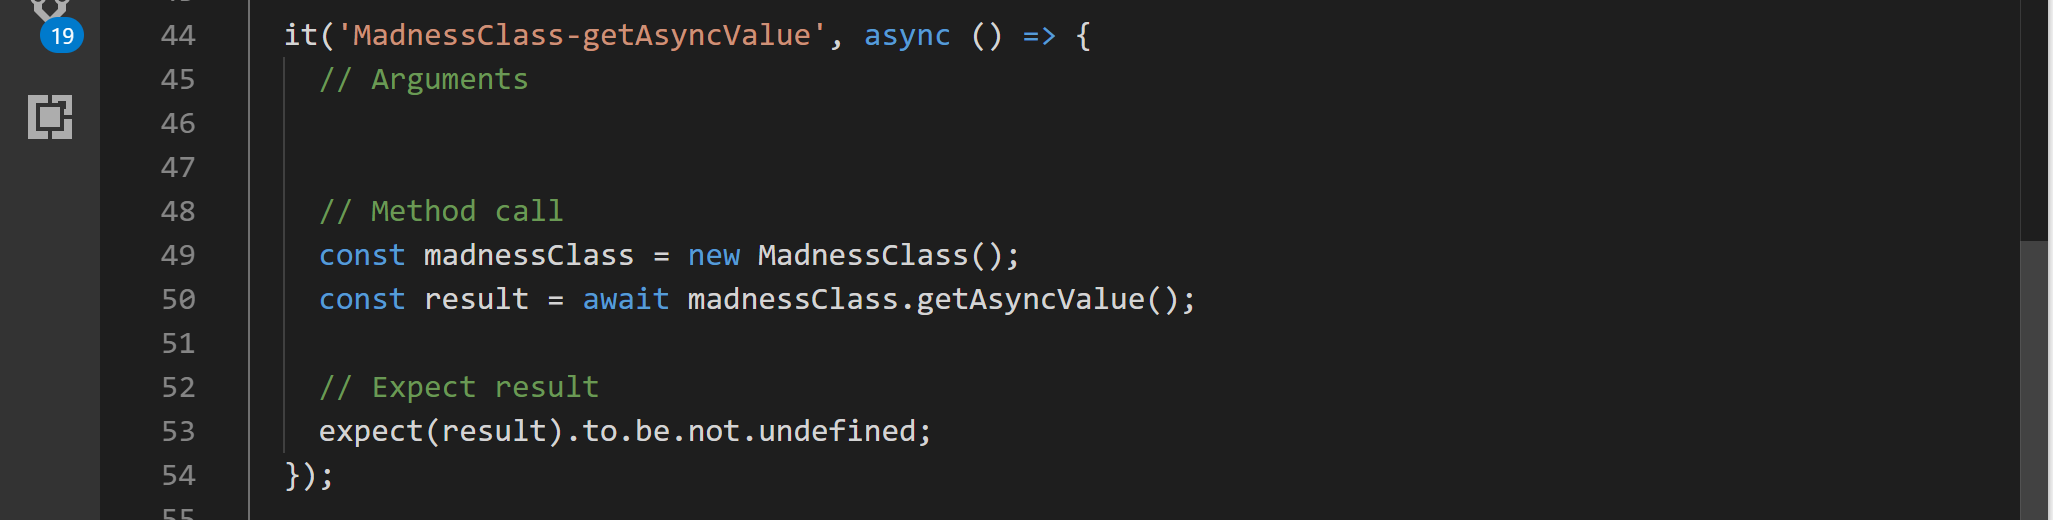 19
44 it('MadnessClass-getAsyncValue', async () => {
45 // Arguments
46
47
48 // Method call
49 const madnessClass = new MadnessClass();
50 const result = await madnessClass.getAsyncValue();
51
52 // Expect result
53 expect(result).to.be.not.undefined;
54 });
55